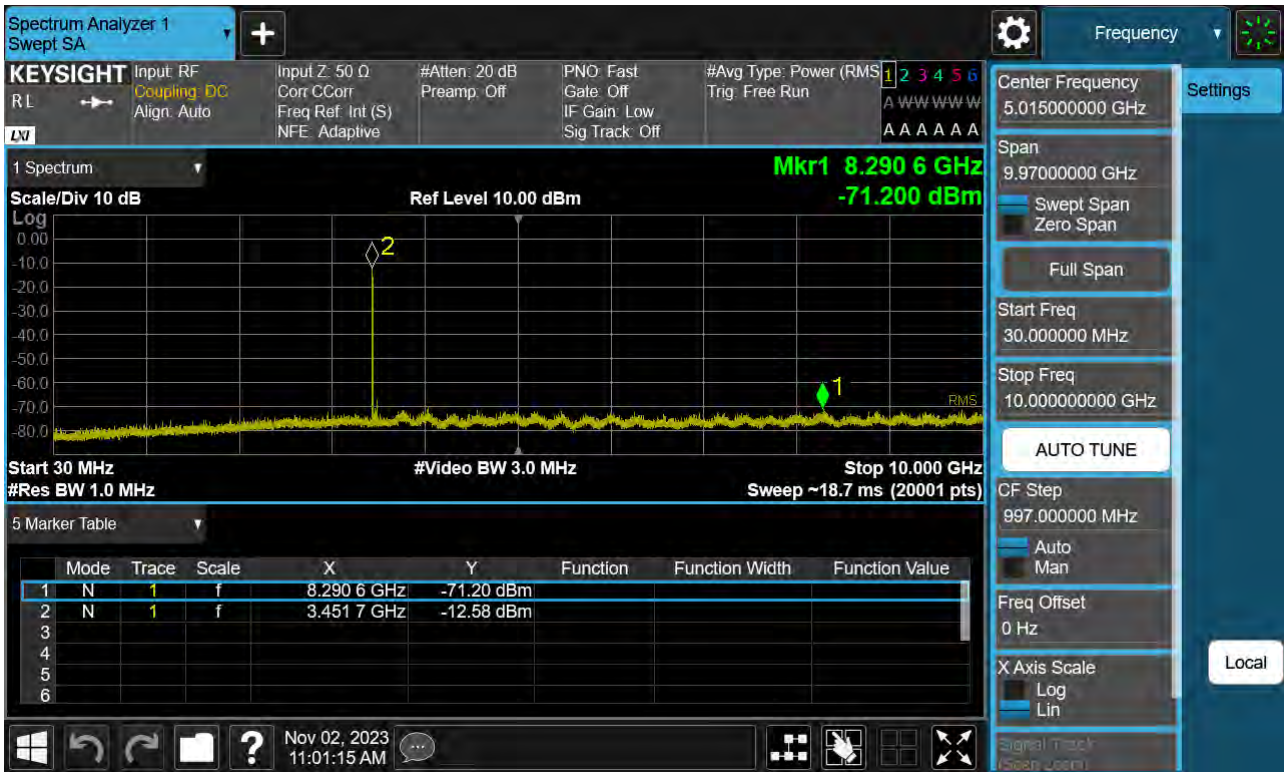 Spectrum Analyzer 1
Swept SA
+
Frequency
KEYSIGHT
RL
LXI
Input: RF
Coupling: DC
Align: Auto
Input Z: 50 Ω
Corr CCorr
Freq Ref: Int (S)
NFE: Adaptive
#Atten: 20 dB
Preamp: Off
PNO: Fast
Gate: Off
IF Gain: Low
Sig Track: Off
#Avg Type: Power (RMS
Trig: Free Run
1 2 3 4 5 6
A W W W W W
A A A A A A
1 Spectrum
Scale/Div 10 dB
Ref Level 10.00 dBm
Mkr1 8.290 6 GHz
-71.200 dBm
Log
0.00
-10.0
-20.0
-30.0
-40.0
-50.0
-60.0
-70.0
-80.0
2
1
RMS
Start 30 MHz
#Video BW 3.0 MHz
Stop 10.000 GHz
#Res BW 1.0 MHz
Sweep ~18.7 ms (20001 pts)
5 Marker Table
Mode Trace Scale X Y Function Function Width Function Value
1 N 1 f 8.290 6 GHz -71.20 dBm
2 N 1 f 3.451 7 GHz -12.58 dBm
3
4
5
6
Nov 02, 2023
11:01:15 AM
?
Center Frequency
5.015000000 GHz
Settings
Span
9.97000000 GHz
Swept Span
Zero Span
Full Span
Start Freq
30.000000 MHz
Stop Freq
10.000000000 GHz
AUTO TUNE
CF Step
997.000000 MHz
Auto
Man
Freq Offset
0 Hz
X Axis Scale
Log
Lin
Local
Signal Track
(Span Zoom)